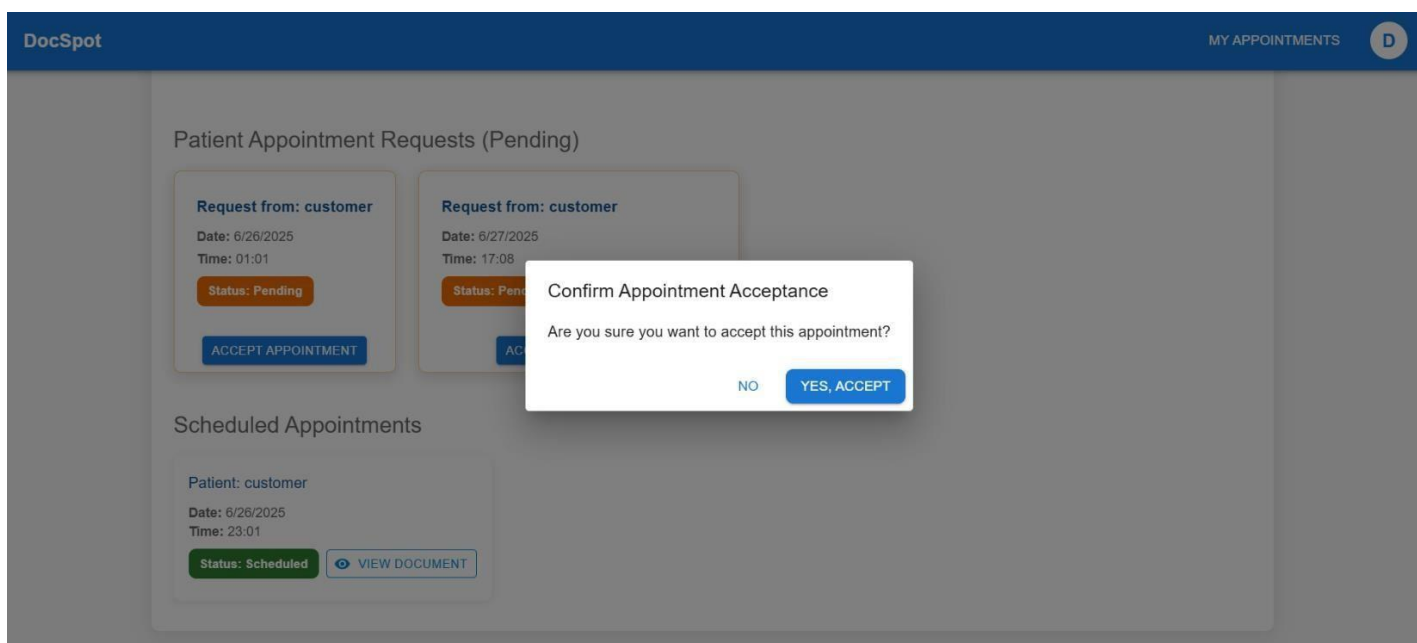 DocSpot
MY APPOINTMENTS
D
Patient Appointment Requests (Pending)
Request from: customer
Date: 6/26/2025
Time: 01:01
Status: Pending
ACCEPT APPOINTMENT
Request from: customer
Date: 6/27/2025
Time: 17:08
Status:
Confirm Appointment Acceptance
Are you sure you want to accept this appointment?
NO
YES, ACCEPT
Scheduled Appointments
Patient: customer
Date: 6/26/2025
Time: 23:01
Status: Scheduled
VIEW DOCUMENT